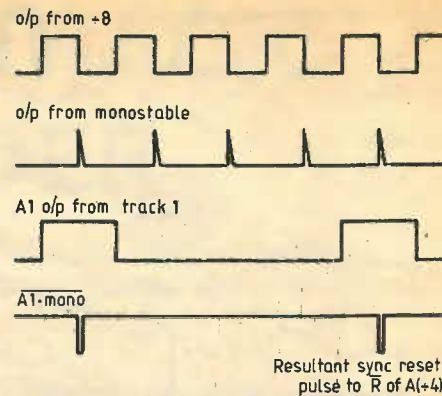 o/p from ÷8
o/p from monostable
A1 o/p from track 1
A1·mono
Resultant sync reset
pulse to R̅ of A(÷4)